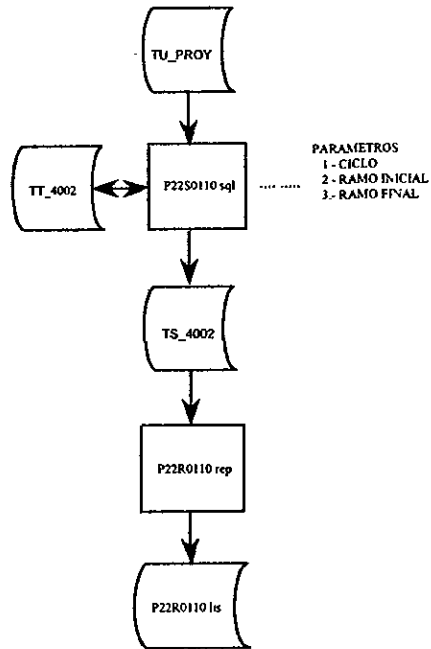 TU_PROY
PARAMETROS
1 - CICLO
2 - RAMO INICIAL
3.- RAMO FINAL
TT_4002
P22S0110 sql
TS_4002
P22R0110 rep
P22R0110 lis